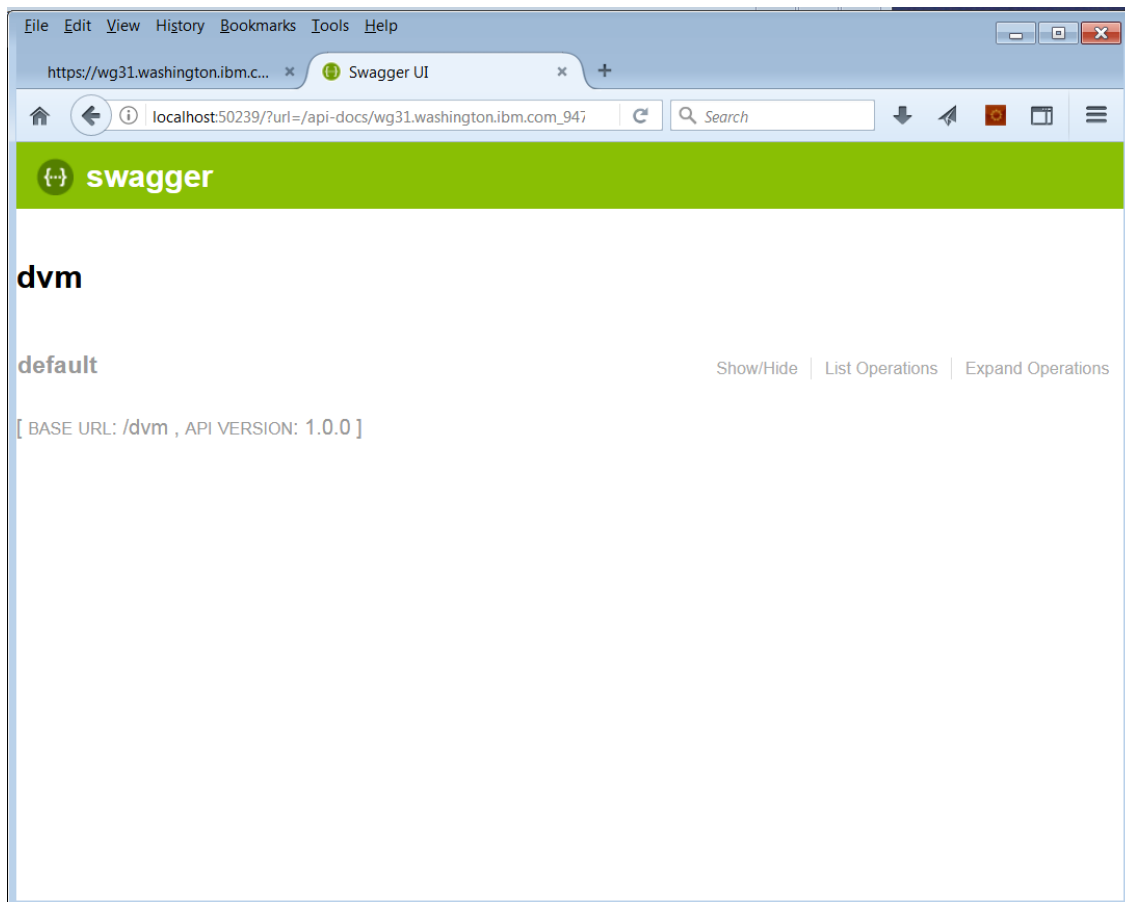 File Edit View History Bookmarks Tools Help
https://wg31.washington.ibm.c... × Swagger UI × +
localhost:50239/?url=/api-docs/wg31.washington.ibm.com_947 Search
{···} swagger
dvm
default Show/Hide List Operations Expand Operations
[ BASE URL: /dvm , API VERSION: 1.0.0 ]